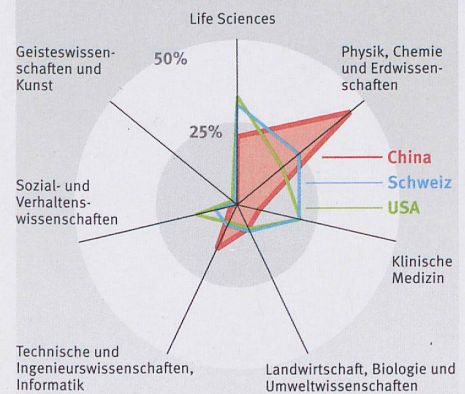 Life Sciences
Geisteswissen-
schaften und
Kunst
50%
Physik, Chemie
und Erdwissen-
schaften
25%
China
Schweiz
USA
Sozial- und
Verhaltens-
wissenschaften
Klinische
Medizin
Technische und
Ingenieurswissenschaften,
Informatik
Landwirtschaft, Biologie und
Umweltwissenschaften